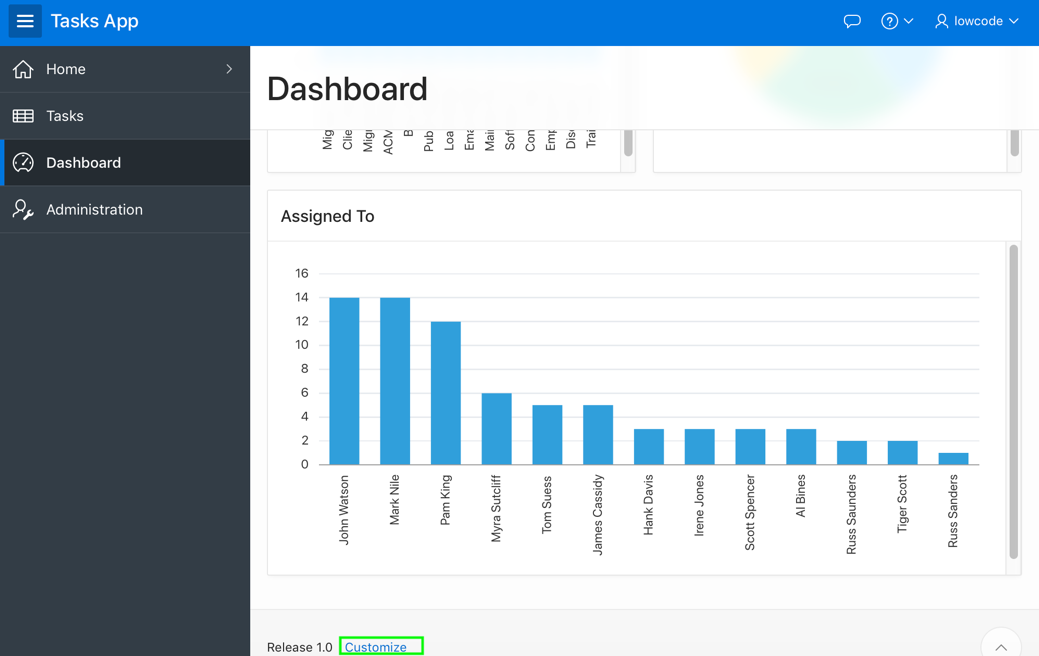 Tasks App
lowcode
Home
Tasks
Dashboard
Administration
Dashboard
Assigned To
16
14
12
10
8
6
4
2
0
John Watson
Mark Nile
Pam King
Myra Sutcliff
Tom Suess
James Cassidy
Hank Davis
Irene Jones
Scott Spencer
Al Bines
Russ Saunders
Tiger Scott
Russ Sanders
Release 1.0 Customize